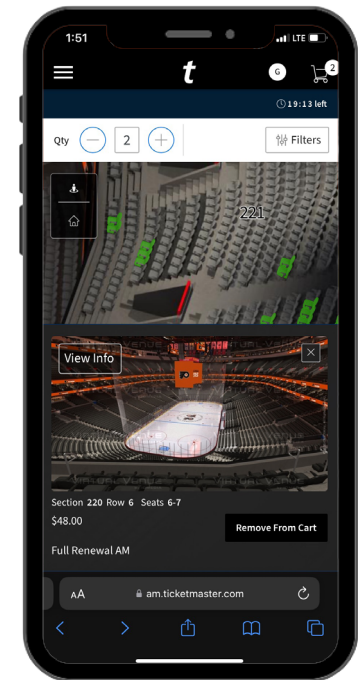 1:51
LTE
t
G
2
19:13 left
Qty
2
Filters
221
View Info
Section 220 Row 6 Seats 6-7
$48.00
Remove From Cart
Full Renewal AM
AA
am.ticketmaster.com